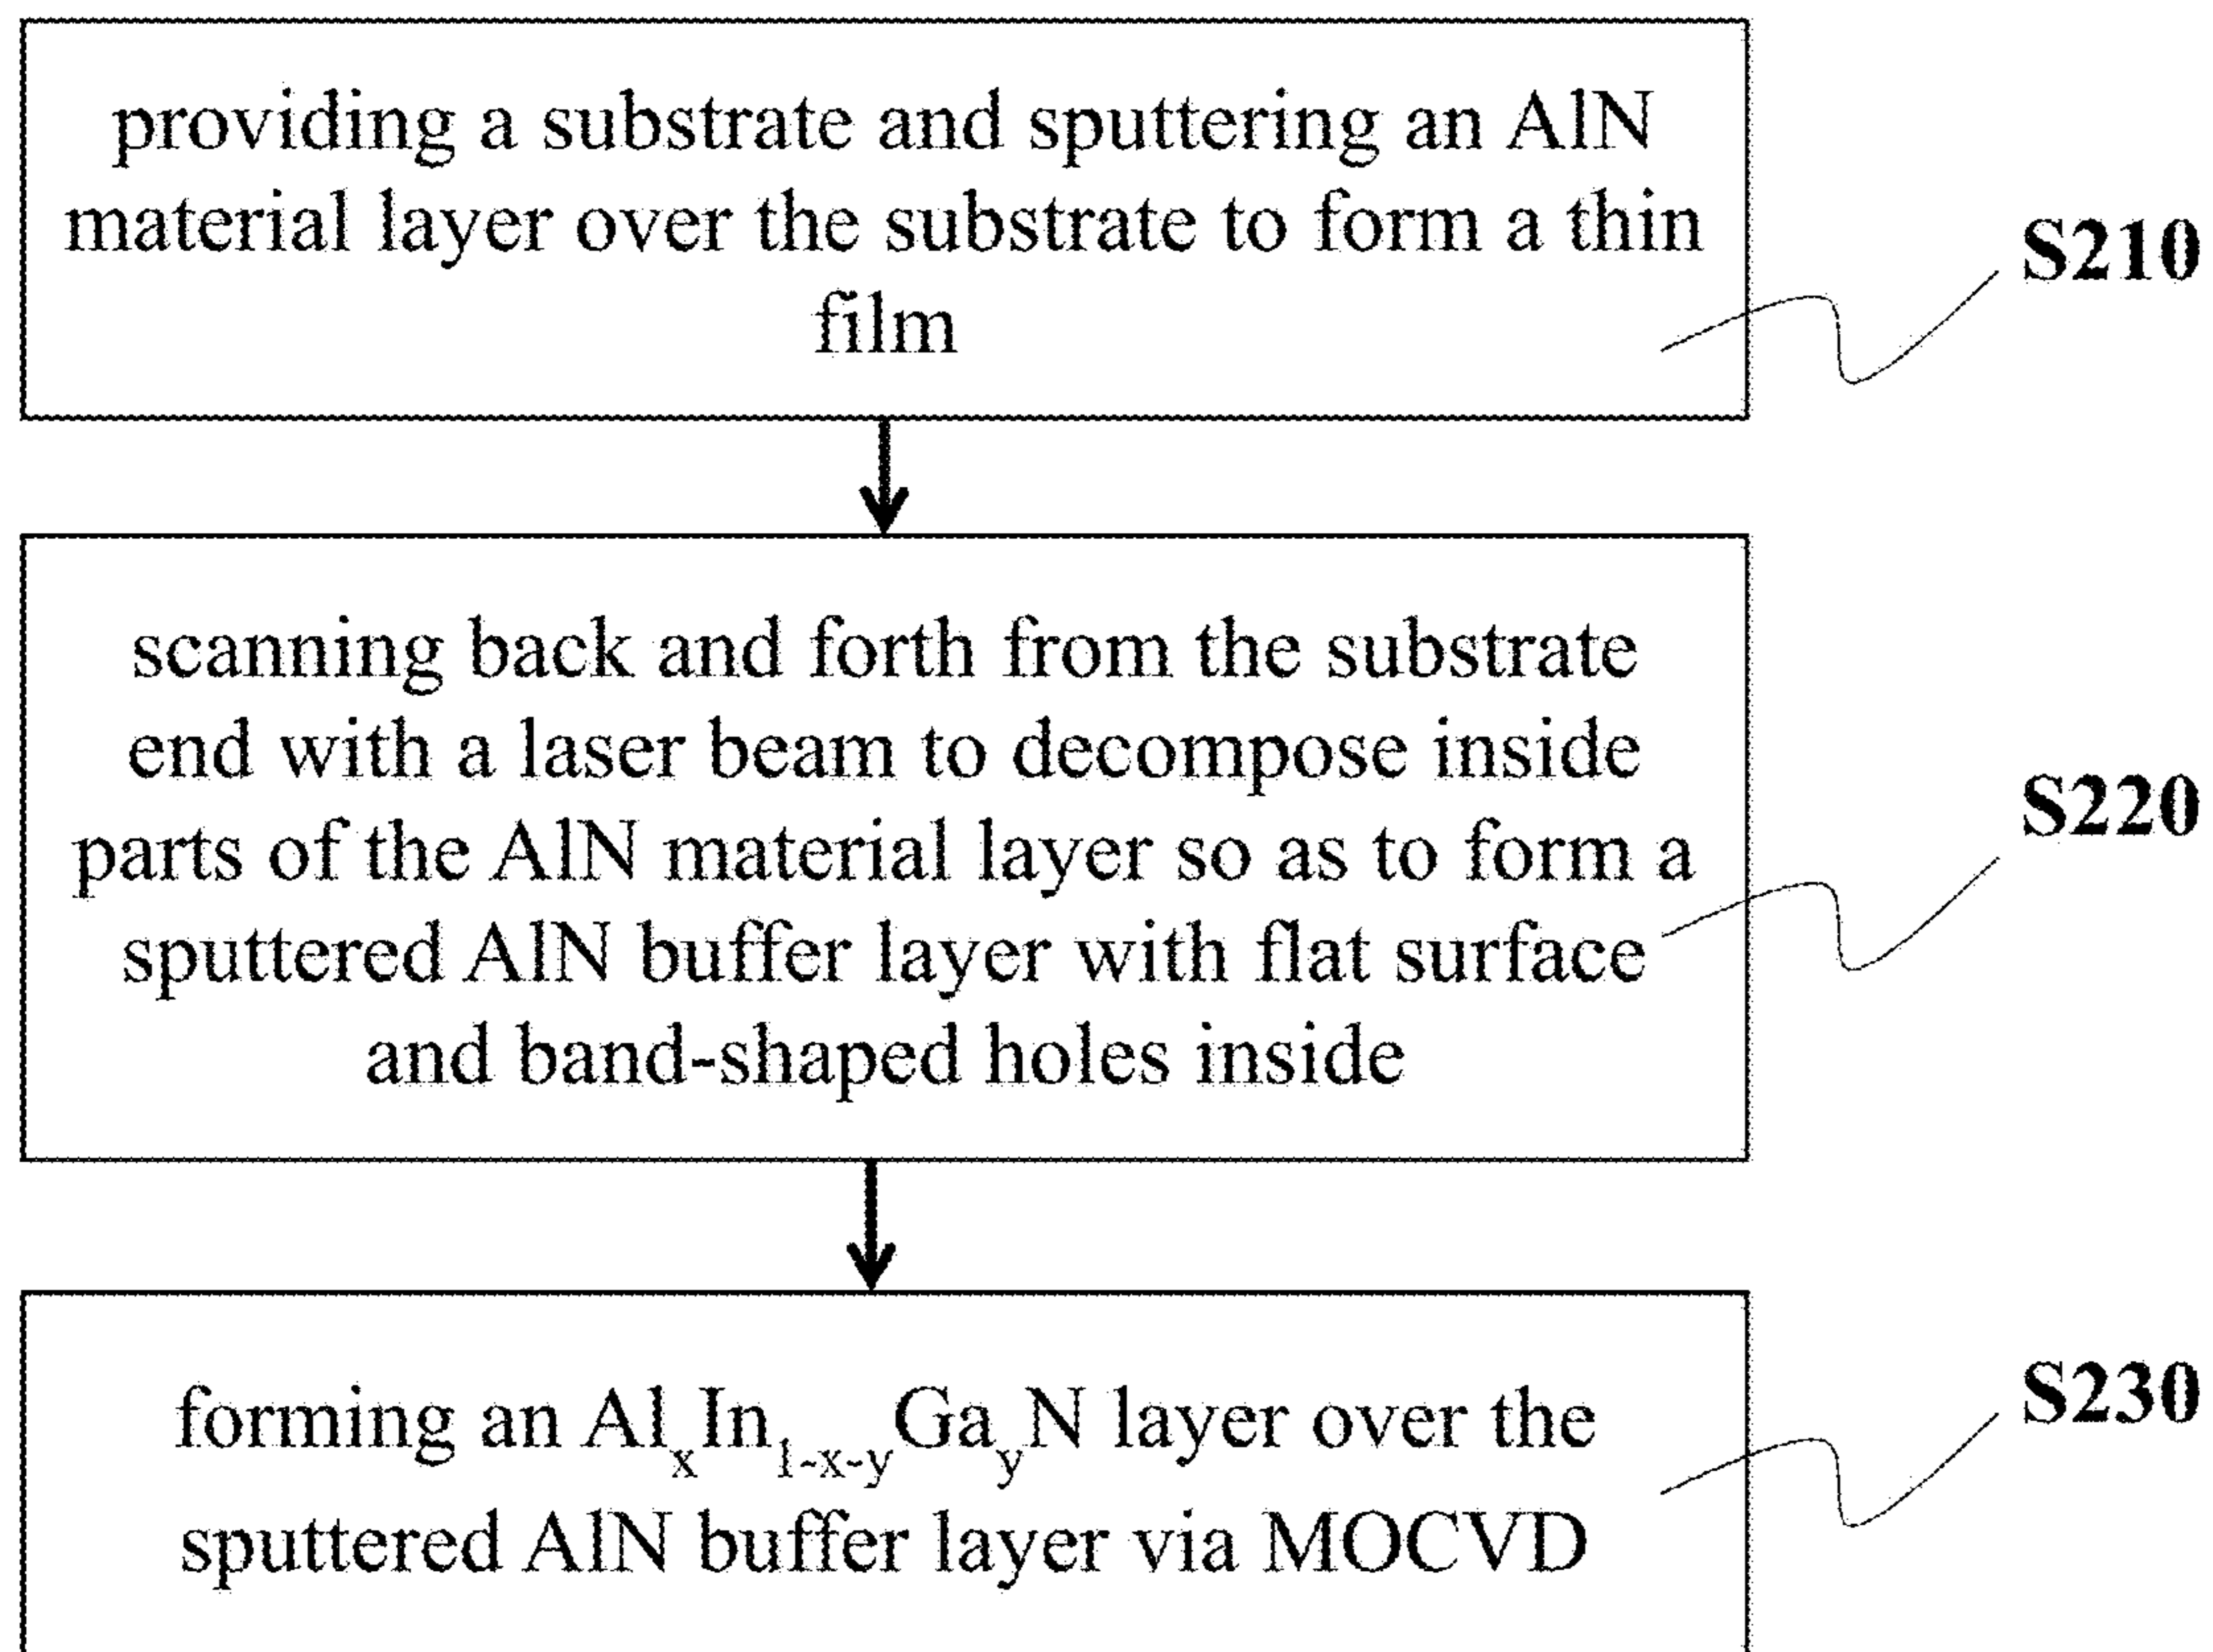 providing a substrate and sputtering an AlN
material layer over the substrate to form a thin
film
S210
scanning back and forth from the substrate
end with a laser beam to decompose inside
parts of the AlN material layer so as to form a
sputtered AlN buffer layer with flat surface
and band-shaped holes inside
S220
forming an AlₓIn₁₋ₓ₋yGayN layer over the
sputtered AlN buffer layer via MOCVD
S230